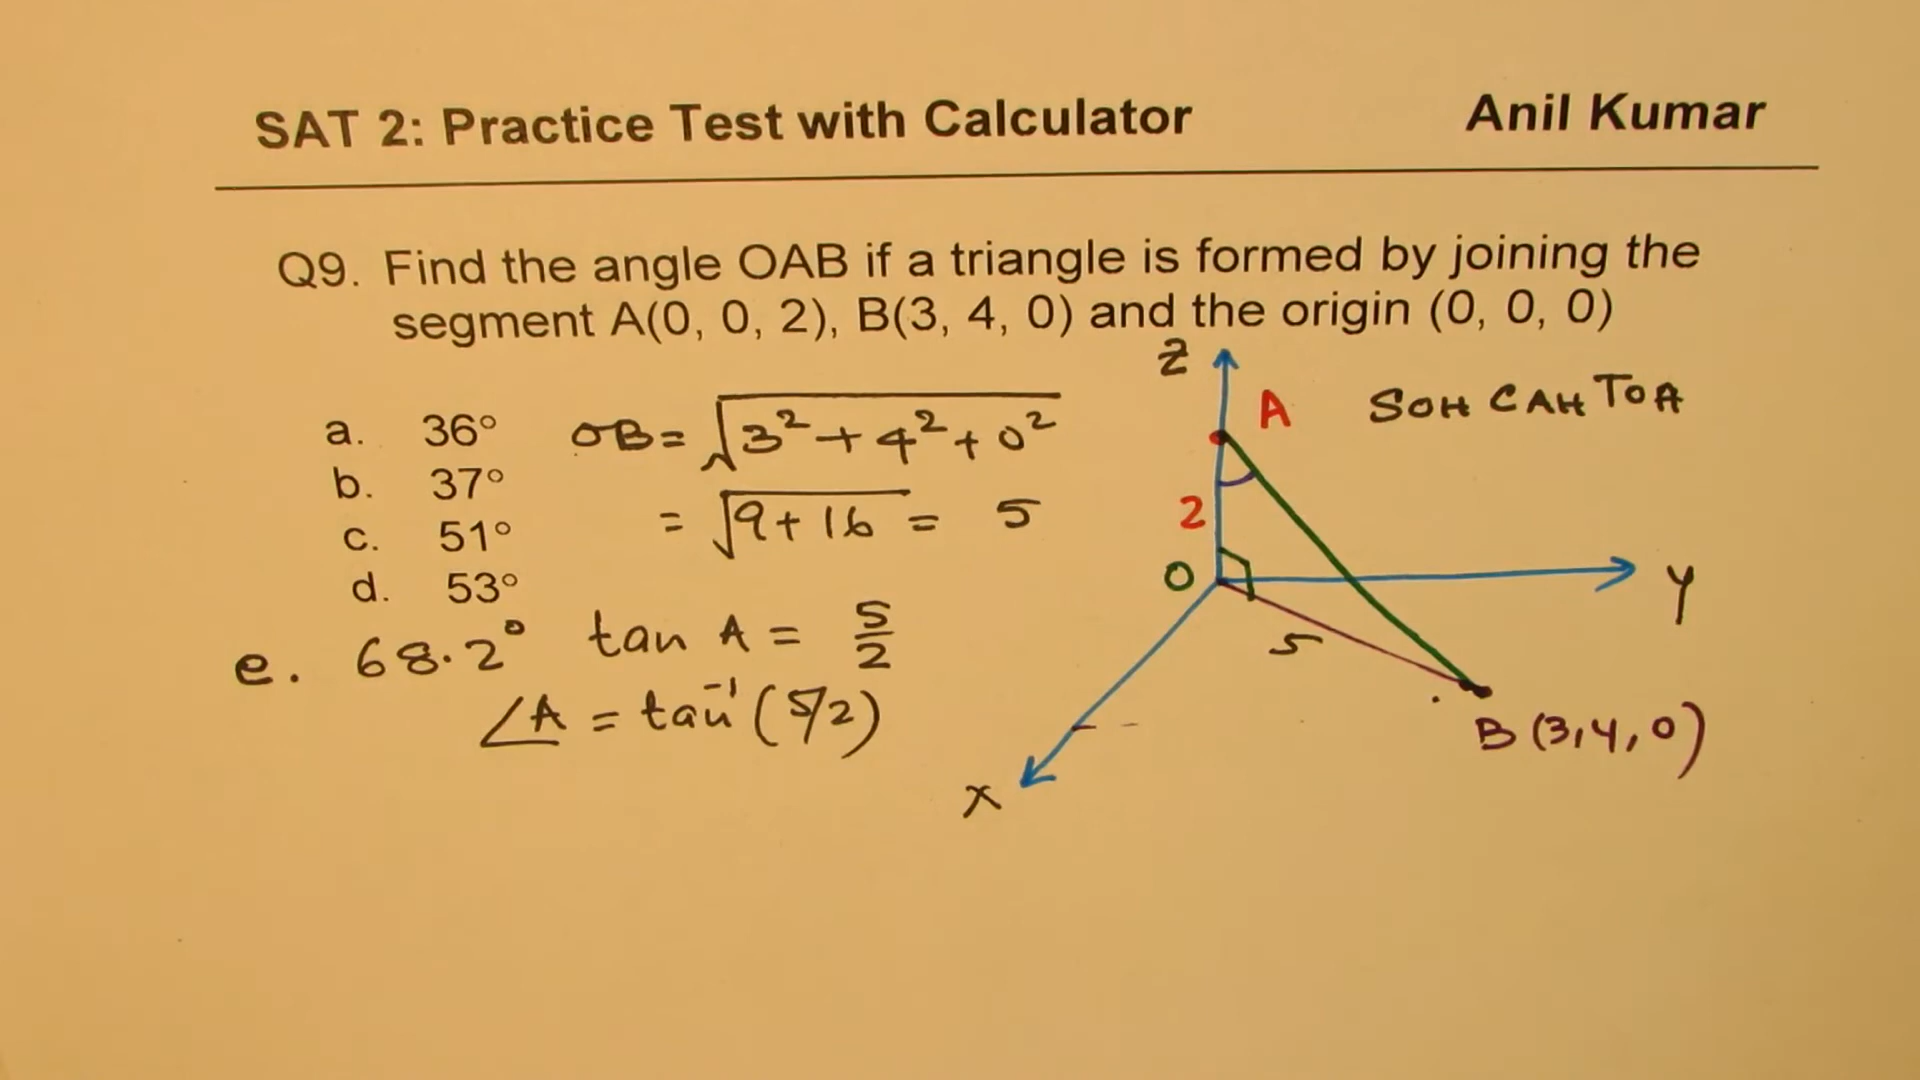 SAT 2: Practice Test with Calculator Anil Kumar
Q9. Find the angle OAB if a triangle is formed by joining the
segment A(0, 0, 2), B(3, 4, 0) and the origin (0, 0, 0)
a. 36°
b. 37°
c. 51°
d. 53°
e. 68.2°
OB = √3² + 4² + 0²
= √9 + 16 = 5
tan A = 5/2
∠A = tan⁻¹ (5/2)
SOH CAH TOA
Z
A
2
O
y
5
B (3, 4, 0)
x